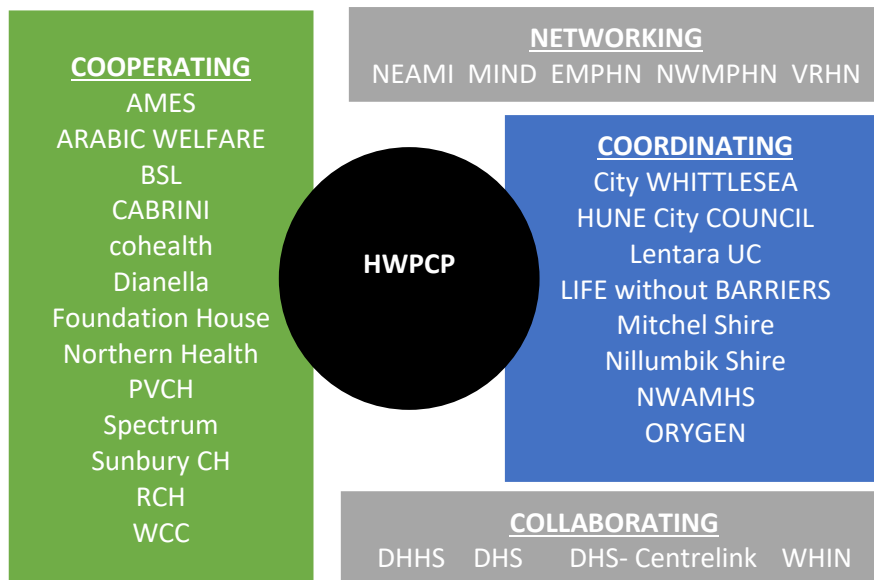 COOPERATING
AMES
ARABIC WELFARE
BSL
CABRINI
cohealth
Dianella
Foundation House
Northern Health
PVCH
Spectrum
Sunbury CH
RCH
WCC
NETWORKING
NEAMI MIND EMPHN NWMPHN VRHN
HWPCP
COORDINATING
City WHITTLESEA
HUNE City COUNCIL
Lentara UC
LIFE without BARRIERS
Mitchel Shire
Nillumbik Shire
NWAMHS
ORYGEN
COLLABORATING
DHHS DHS DHS- Centrelink WHIN